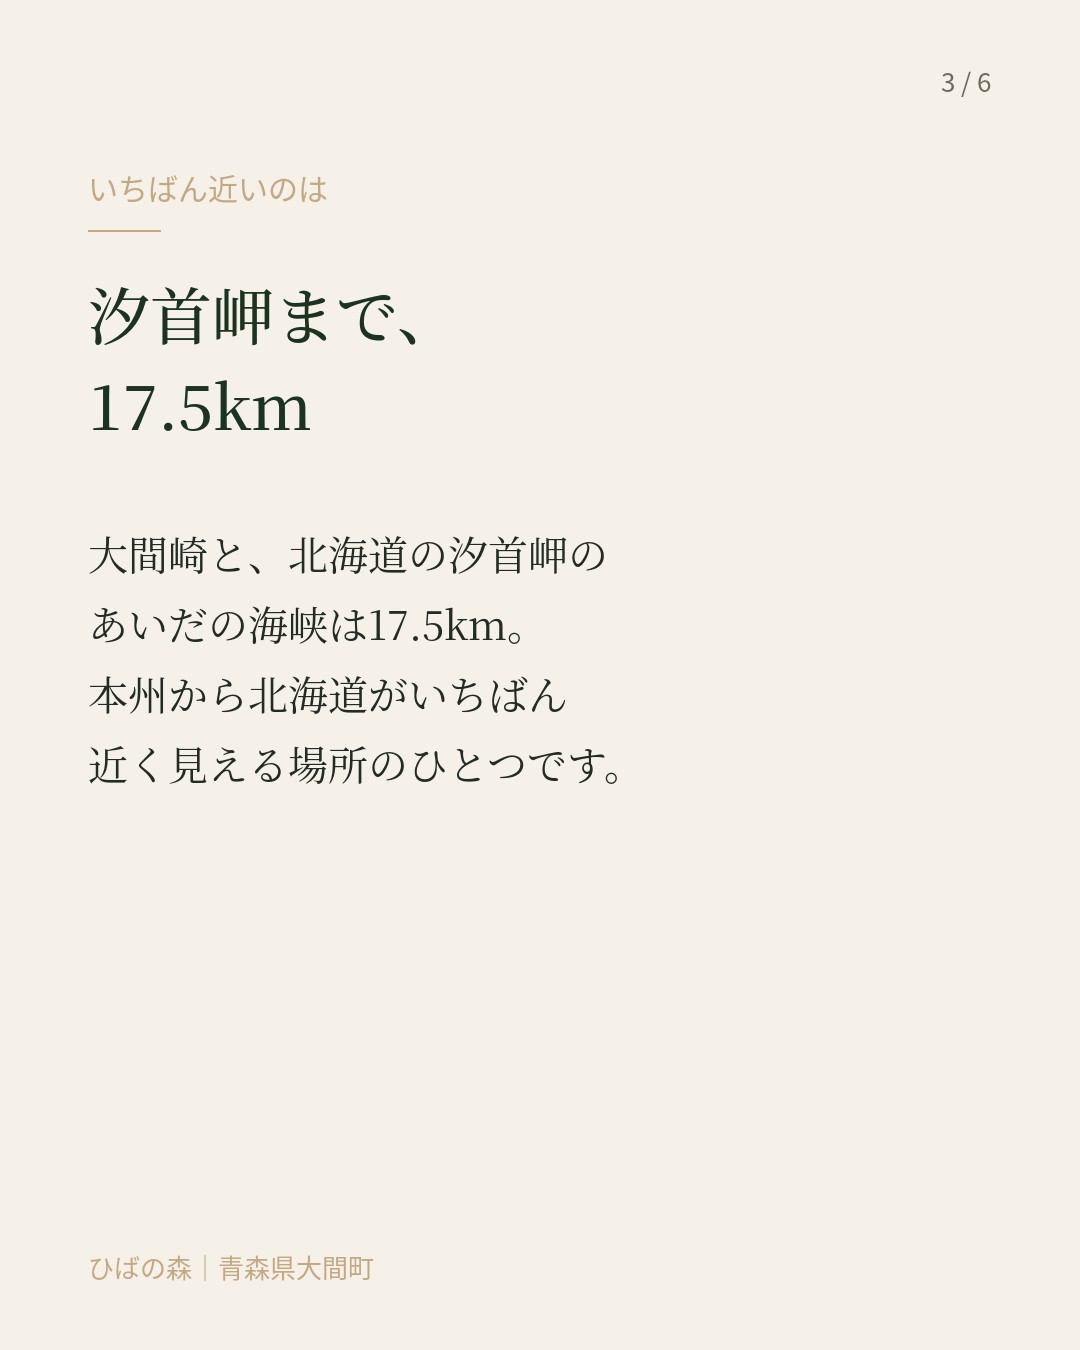 3 / 6
いちばん近いのは
汐首岬まで、
17.5km
大間崎と、北海道の汐首岬の
あいだの海峡は17.5km。
本州から北海道がいちばん
近く見える場所のひとつです。
ひばの森｜青森県大間町